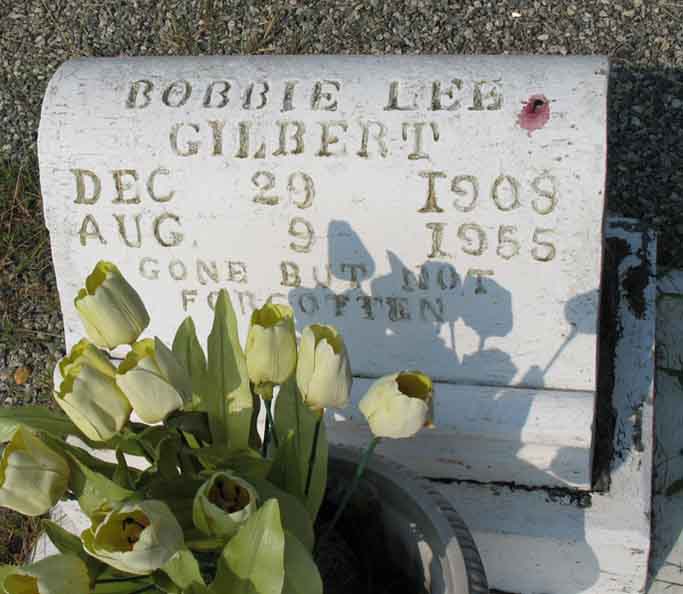 BOBBIE LEE
GILBERT
DEC 29 1909
AUG. 9 1955
GONE BUT NOT
FORGOTTEN